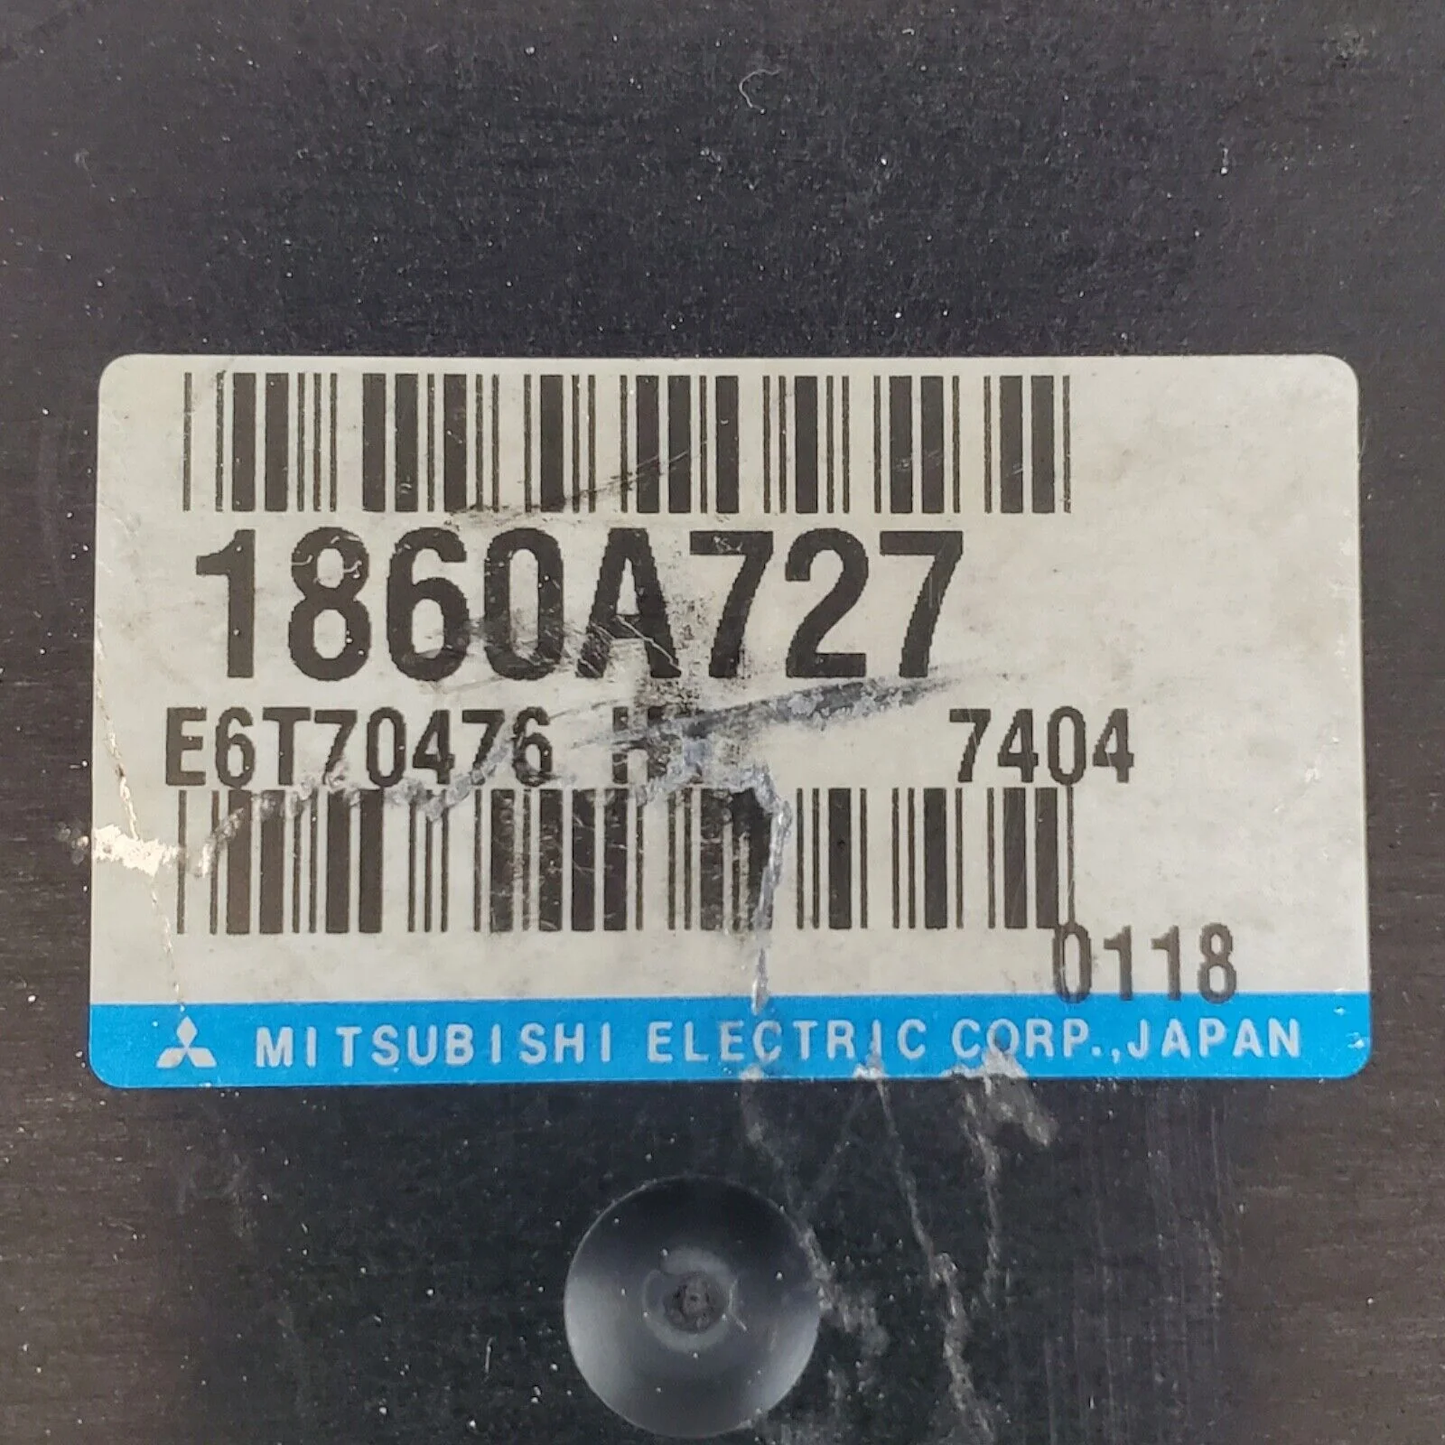 1860A727
E6T70476 7404
0118
MITSUBISHI ELECTRIC CORP., JAPAN